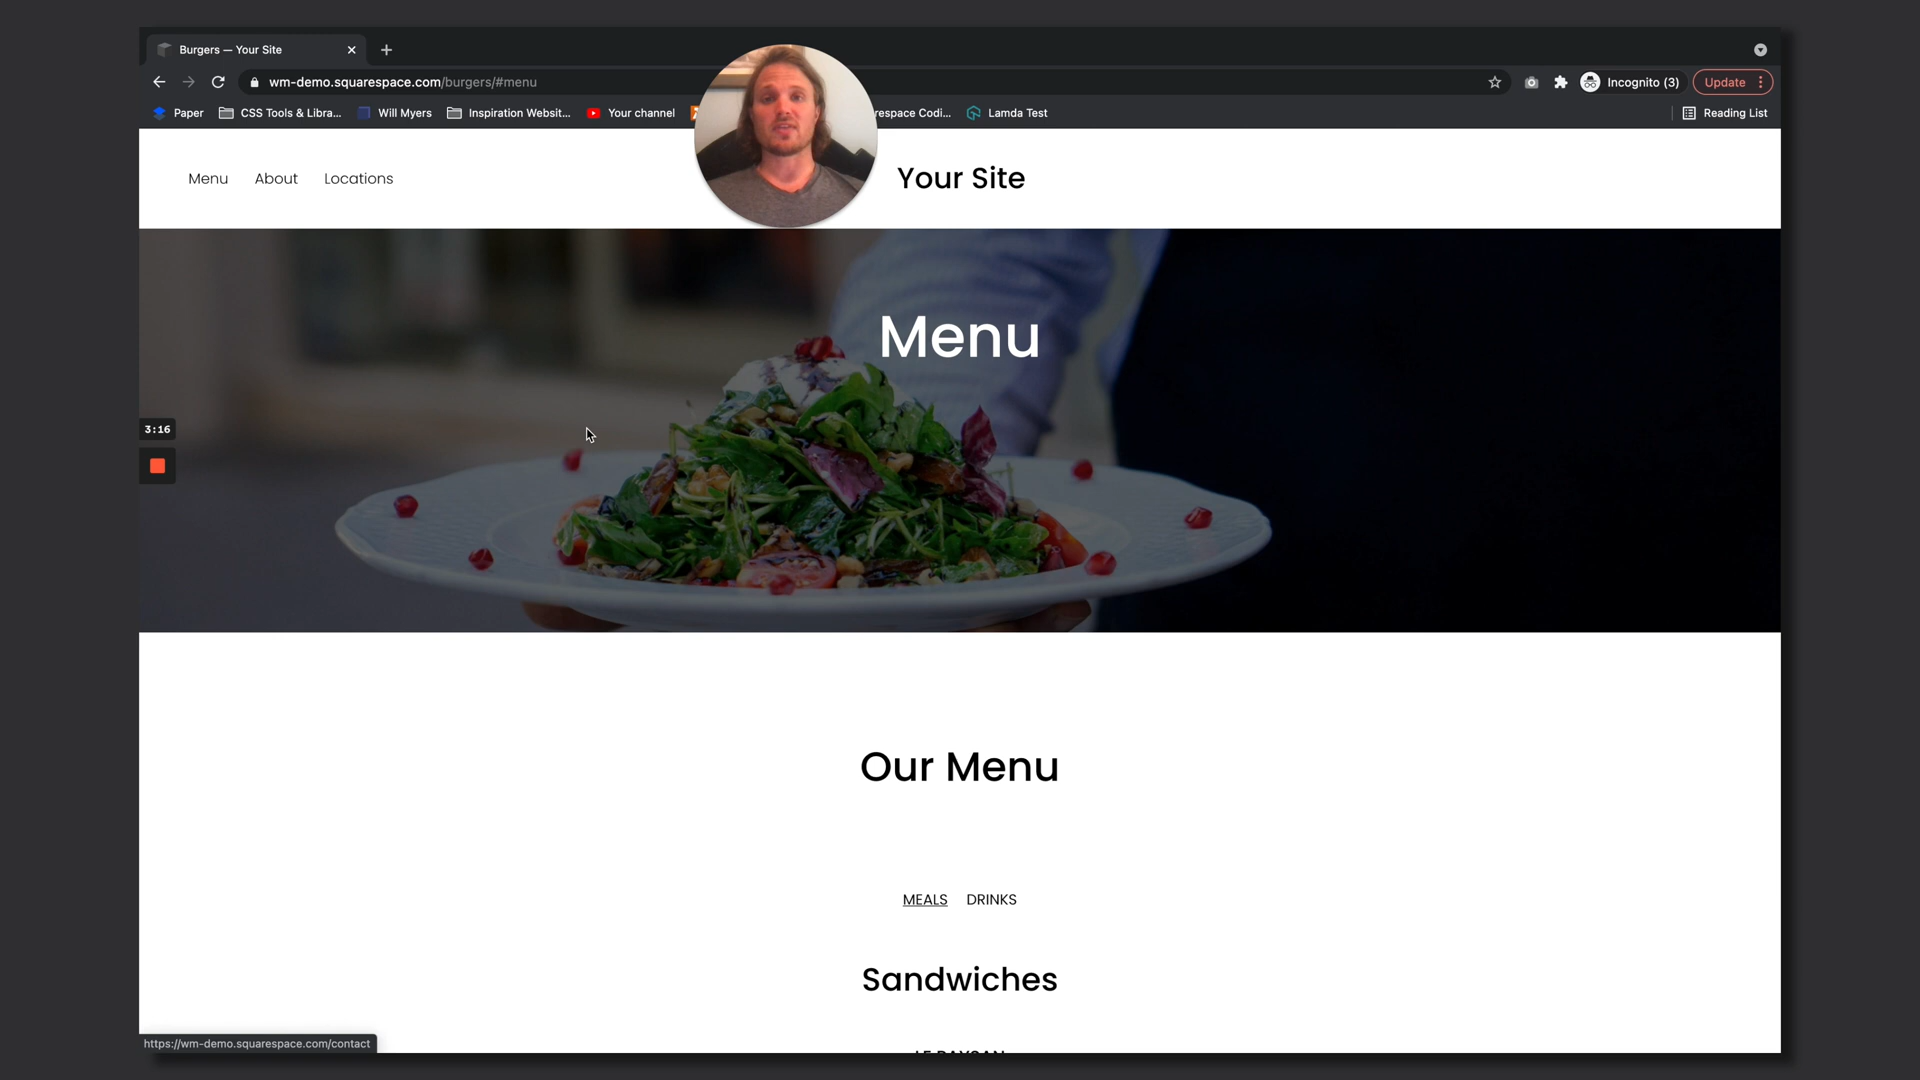 Burgers — Your Site
wm-demo.squarespace.com/burgers/#menu
Incognito (3)
Update
Paper
CSS Tools & Libra...
Will Myers
Inspiration Websit...
Your channel
respace Codi...
Lamda Test
Reading List
Menu
About
Locations
Your Site
Menu
3:16
Our Menu
MEALS
DRINKS
Sandwiches
https://wm-demo.squarespace.com/contact